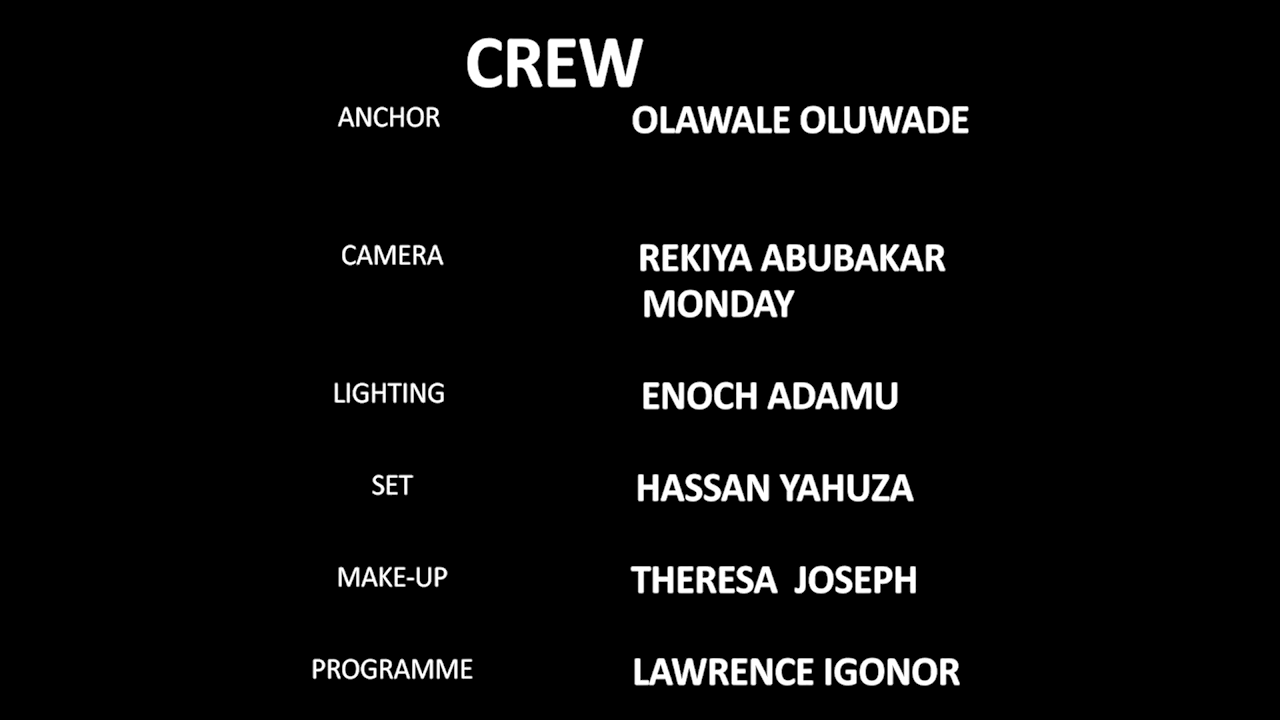 CREW
ANCHOR OLAWALE OLUWADE
CAMERA REKIYA ABUBAKAR
MONDAY
LIGHTING ENOCH ADAMU
SET HASSAN YAHUZA
MAKE-UP THERESA JOSEPH
PROGRAMME LAWRENCE IGONOR